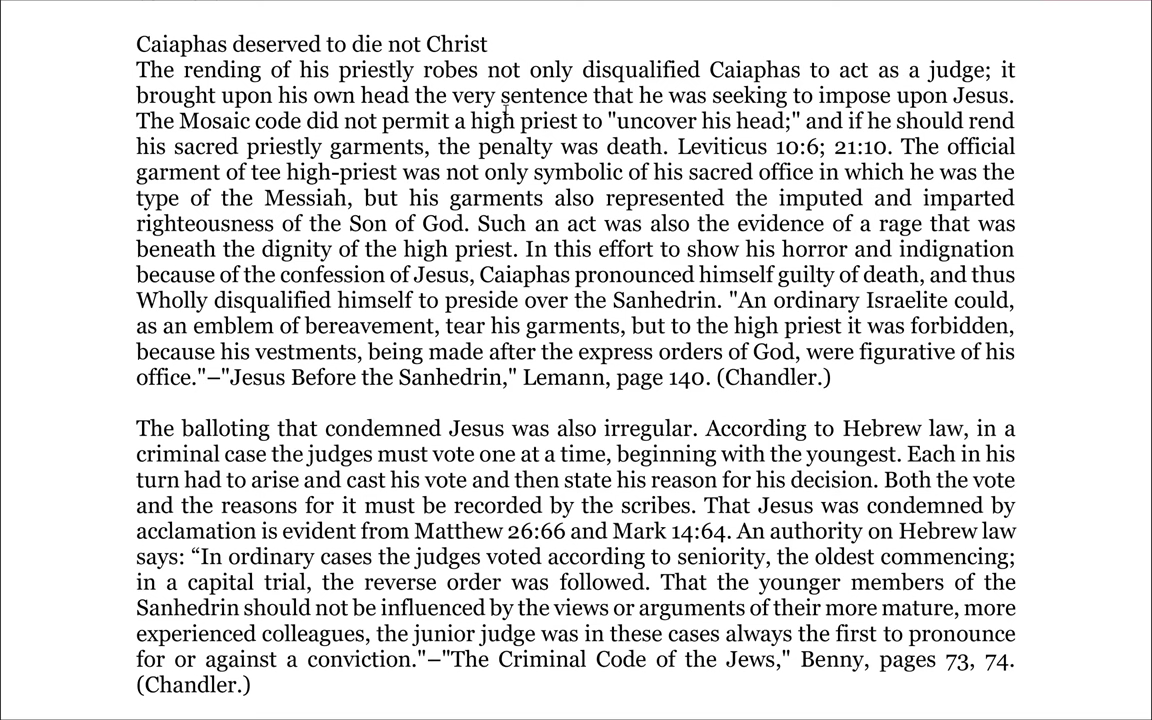 Caiaphas deserved to die not Christ
The rending of his priestly robes not only disqualified Caiaphas to act as a judge; it
brought upon his own head the very sentence that he was seeking to impose upon Jesus.
The Mosaic code did not permit a high priest to "uncover his head;" and if he should rend
his sacred priestly garments, the penalty was death. Leviticus 10:6; 21:10. The official
garment of tee high-priest was not only symbolic of his sacred office in which he was the
type of the Messiah, but his garments also represented the imputed and imparted
righteousness of the Son of God. Such an act was also the evidence of a rage that was
beneath the dignity of the high priest. In this effort to show his horror and indignation
because of the confession of Jesus, Caiaphas pronounced himself guilty of death, and thus
Wholly disqualified himself to preside over the Sanhedrin. "An ordinary Israelite could,
as an emblem of bereavement, tear his garments, but to the high priest it was forbidden,
because his vestments, being made after the express orders of God, were figurative of his
office."–"Jesus Before the Sanhedrin," Lemann, page 140. (Chandler.)
The balloting that condemned Jesus was also irregular. According to Hebrew law, in a
criminal case the judges must vote one at a time, beginning with the youngest. Each in his
turn had to arise and cast his vote and then state his reason for his decision. Both the vote
and the reasons for it must be recorded by the scribes. That Jesus was condemned by
acclamation is evident from Matthew 26:66 and Mark 14:64. An authority on Hebrew law
says: “In ordinary cases the judges voted according to seniority, the oldest commencing;
in a capital trial, the reverse order was followed. That the younger members of the
Sanhedrin should not be influenced by the views or arguments of their more mature, more
experienced colleagues, the junior judge was in these cases always the first to pronounce
for or against a conviction."–"The Criminal Code of the Jews," Benny, pages 73, 74.
(Chandler.)